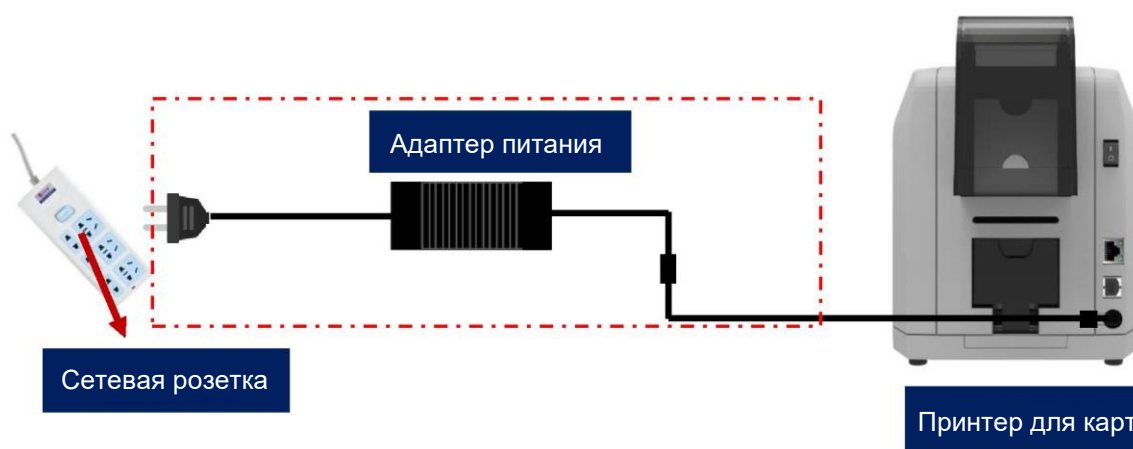 Адаптер питания
Сетевая розетка
Принтер для карт